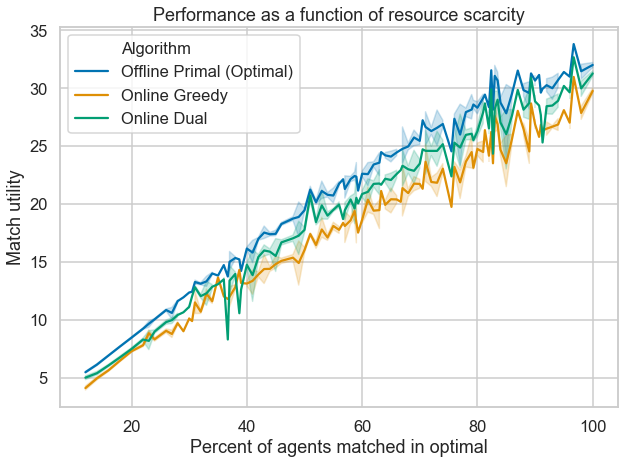 Performance as a function of resource scarcity
Algorithm
Offline Primal (Optimal)
Online Greedy
Online Dual
Match utility
35
30
25
20
15
10
5
20 40 60 80 100
Percent of agents matched in optimal